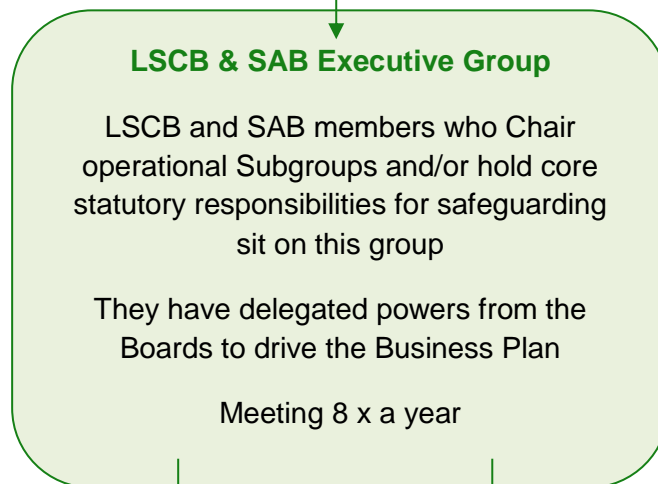 LSCB & SAB Executive Group
LSCB and SAB members who Chair
operational Subgroups and/or hold core
statutory responsibilities for safeguarding
sit on this group
They have delegated powers from the
Boards to drive the Business Plan
Meeting 8 x a year